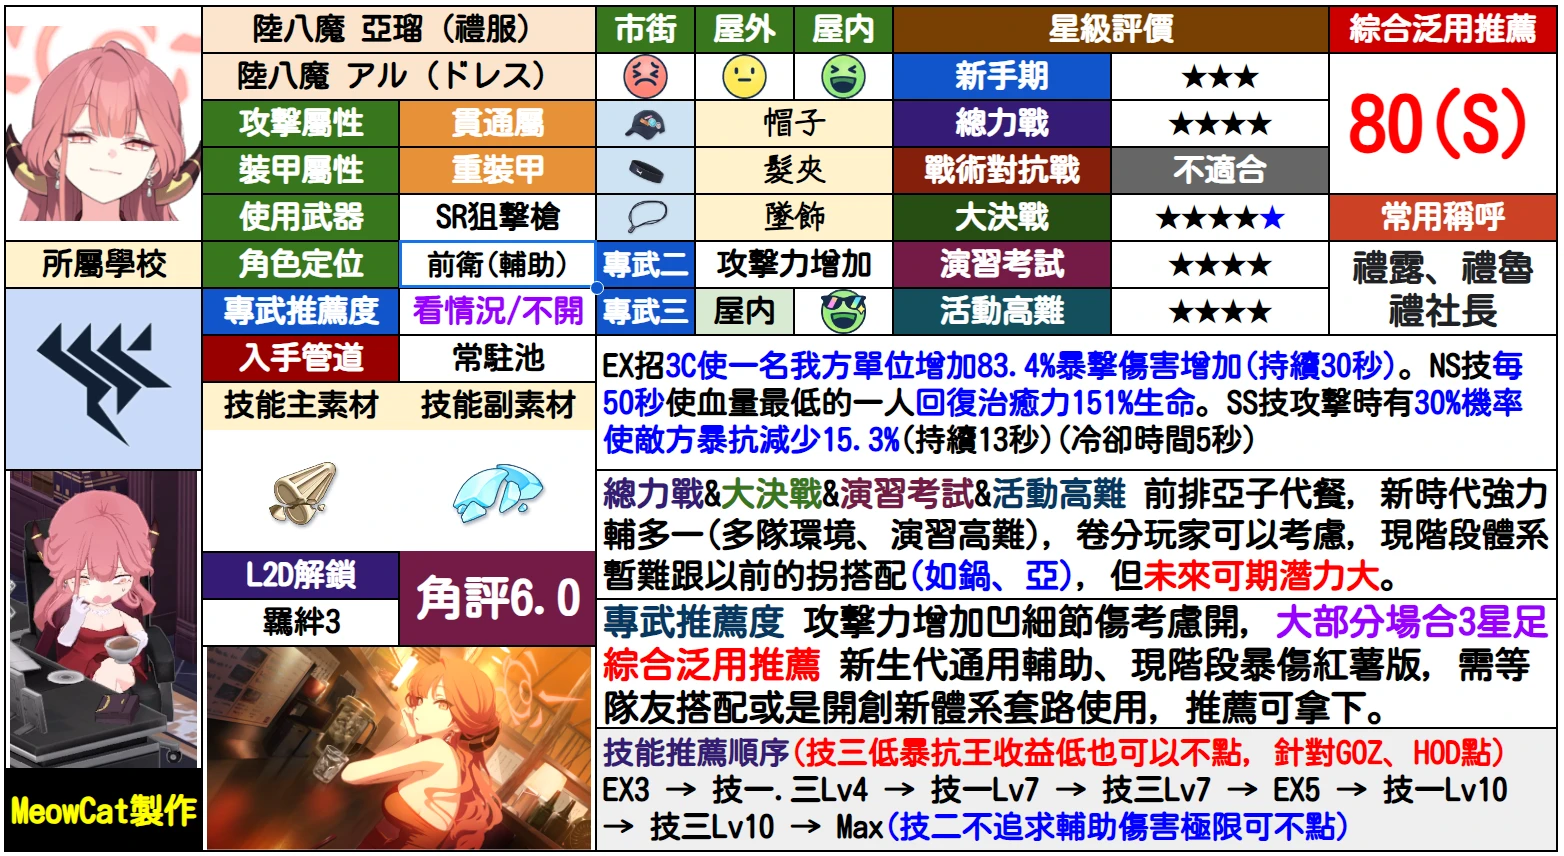 陸八魔 亞瑠（禮服）
陸八魔 アル（ドレス）
市街 屋外 屋内
星級評價
綜合泛用推薦
新手期 ★★★
80(S)
攻擊屬性 貫通屬
帽子
總力戰 ★★★★
裝甲屬性 重裝甲
髮夾
戰術對抗戰 不適合
使用武器 SR狙擊槍
墜飾
大決戰 ★★★★★
常用稱呼
所屬學校
角色定位 前衛(輔助)
專武二 攻擊力增加
演習考試 ★★★★
禮露、禮魯
禮社長
專武推薦度 看情況/不開
專武三 屋内
活動高難 ★★★★
入手管道 常駐池
技能主素材 技能副素材
EX招3C使一名我方單位增加83.4%暴擊傷害增加(持續30秒)。NS技每
50秒使血量最低的一人回復治癒力151%生命。SS技攻擊時有30%機率
使敵方暴抗減少15.3%(持續13秒)(冷卻時間5秒)
總力戰&大決戰&演習考試&活動高難 前排亞子代餐，新時代強力
輔多一(多隊環境、演習高難)，卷分玩家可以考慮，現階段體系
暫難跟以前的拐搭配(如鍋、亞)，但未來可期潛力大。
L2D解鎖
羈絆3
角評6.0
專武推薦度 攻擊力增加凹細節傷考慮開，大部分場合3星足
綜合泛用推薦 新生代通用輔助、現階段暴傷紅薯版，需等
隊友搭配或是開創新體系套路使用，推薦可拿下。
技能推薦順序(技三低暴抗王收益低也可以不點，針對GOZ、HOD點)
EX3 → 技一.三Lv4 → 技一Lv7 → 技三Lv7 → EX5 → 技一Lv10
→ 技三Lv10 → Max(技二不追求輔助傷害極限可不點)
MeowCat製作